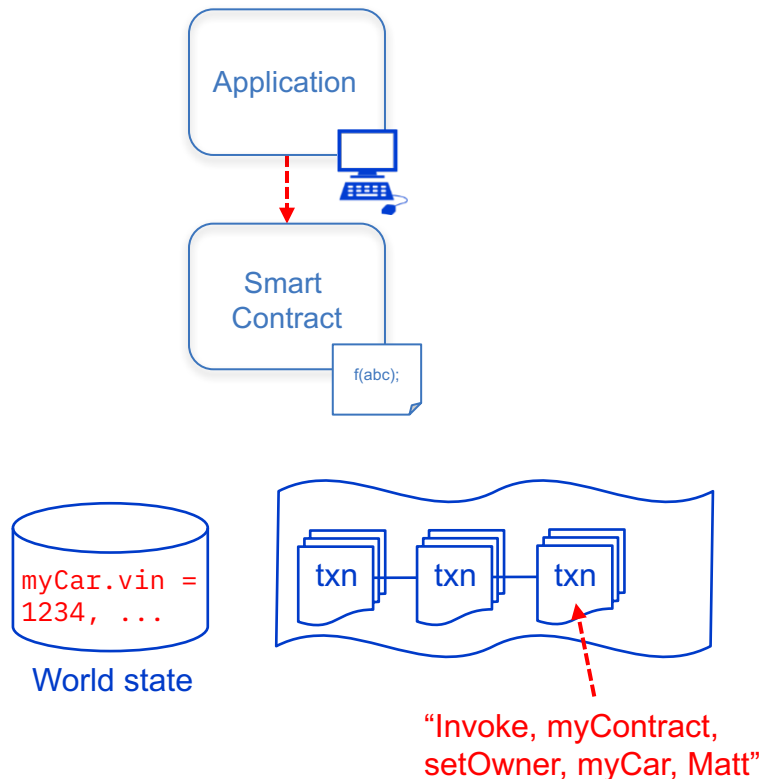 Application
Smart
Contract
f(abc);
myCar.vin =
1234, ...
World state
txn
txn
txn
“Invoke, myContract,
setOwner, myCar, Matt”